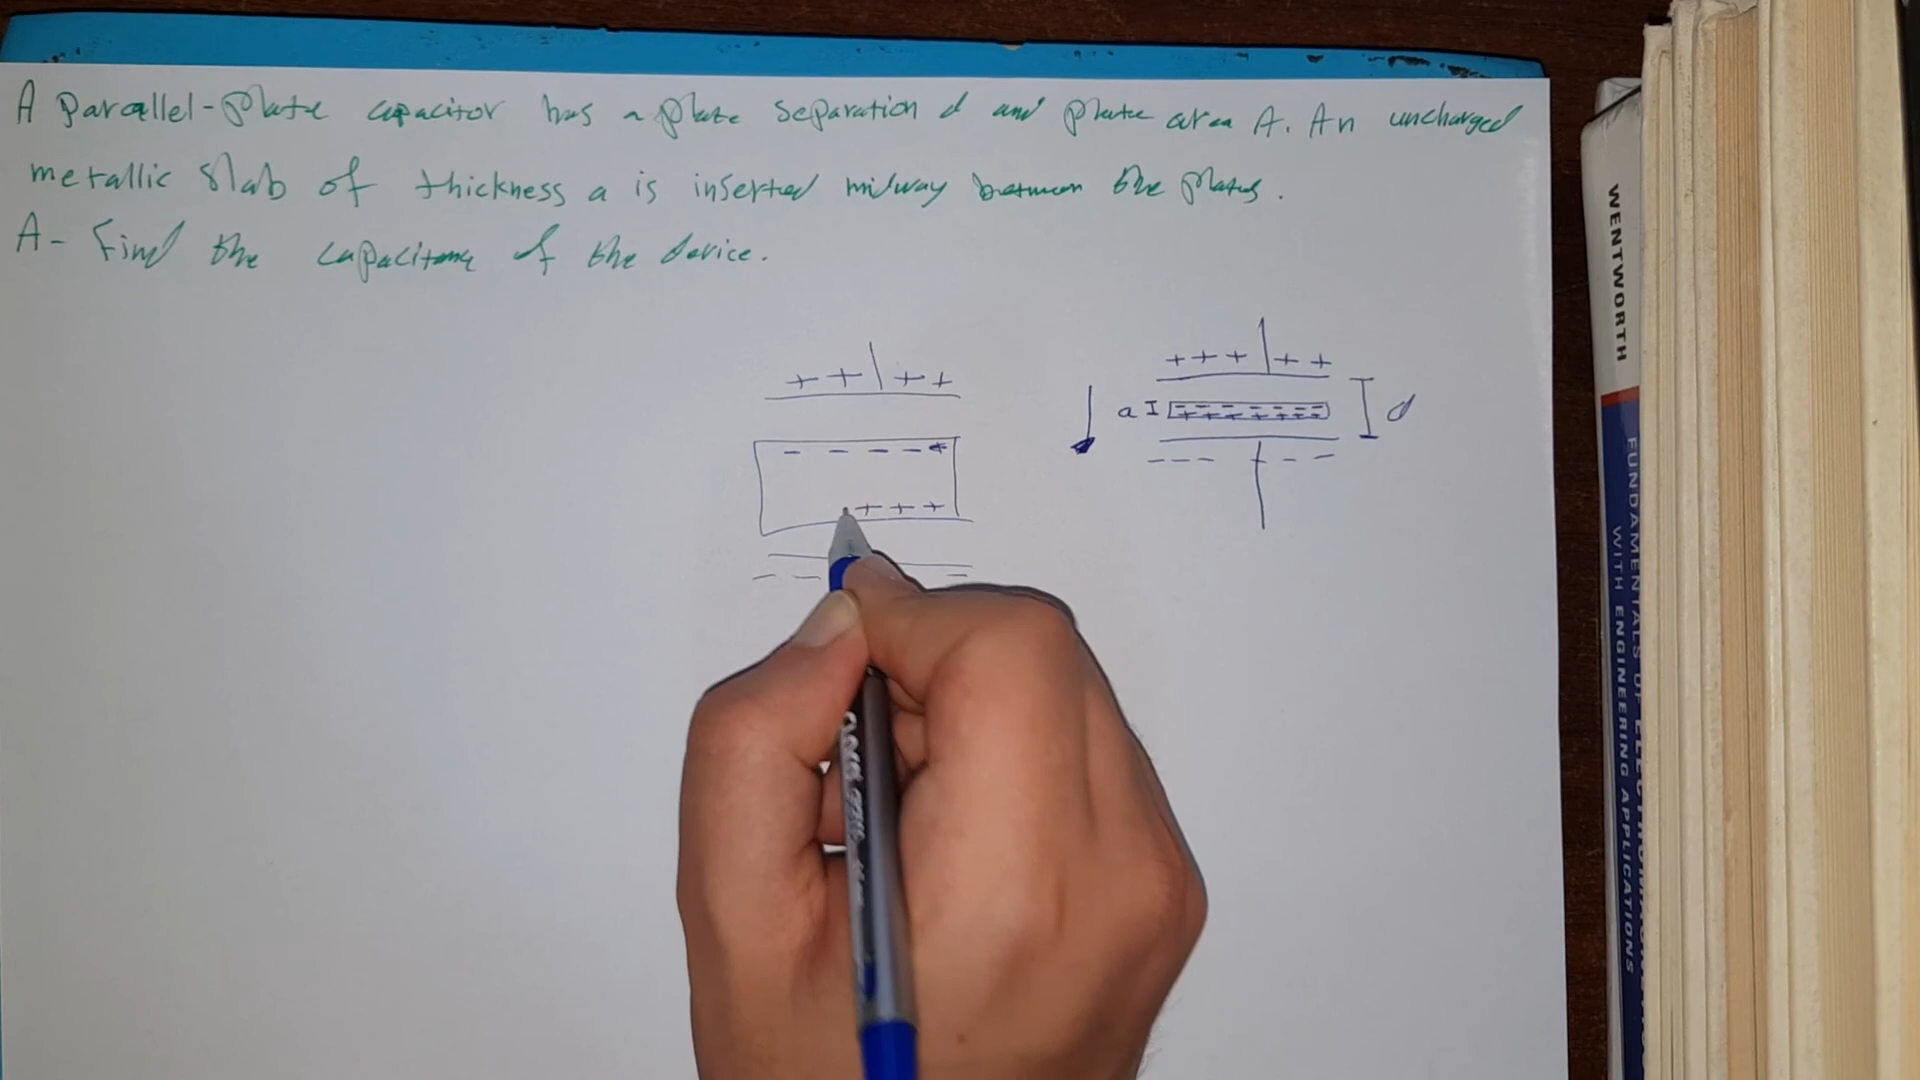 A parallel-plate capacitor has a plate separation d and plate area A. An uncharged
metallic slab of thickness a is inserted midway between the plates.
A- Find the capacitance of the device.
+ + + +
- - - - -
+ + +
- - -
+ + + + +
a
- - - - - - -
+ + + + + + +
d
- - - - - -
WENTWORTH
FUNDAMENTALS OF
WITH ENGINEERING APPLICATIONS